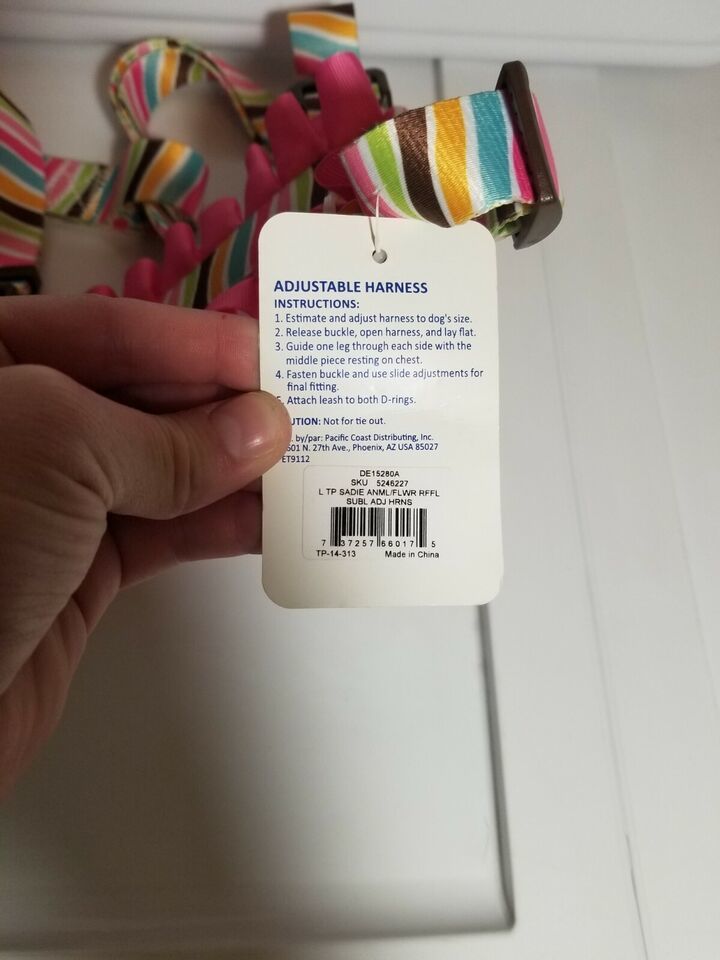 ADJUSTABLE HARNESS
INSTRUCTIONS:
1. Estimate and adjust harness to dog's size.
2. Release buckle, open harness, and lay flat.
3. Guide one leg through each side with the
middle piece resting on chest.
4. Fasten buckle and use slide adjustments for
final fitting.
Attach leash to both D-rings.
UTION: Not for tie out.
by/par: Pacific Coast Distributing, Inc.
601 N. 27th Ave., Phoenix, AZ USA 85027
ET9112
DE15280A
SKU 5246227
L TP SADIE ANML/FLWR RFFL
SUBL ADJ HRNS
7 37257 56017 5
TP-14-313 Made in China